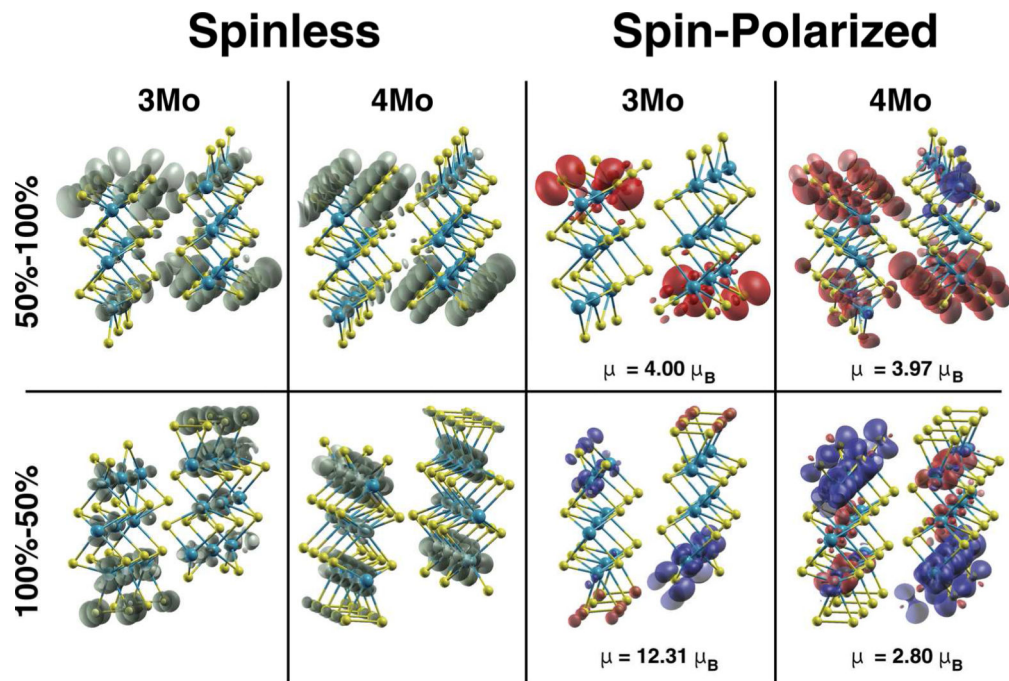 Spinless Spin-Polarized
3Mo 4Mo 3Mo 4Mo
50%-100%
μ = 4.00 μB μ = 3.97 μB
100%-50%
μ = 12.31 μB μ = 2.80 μB